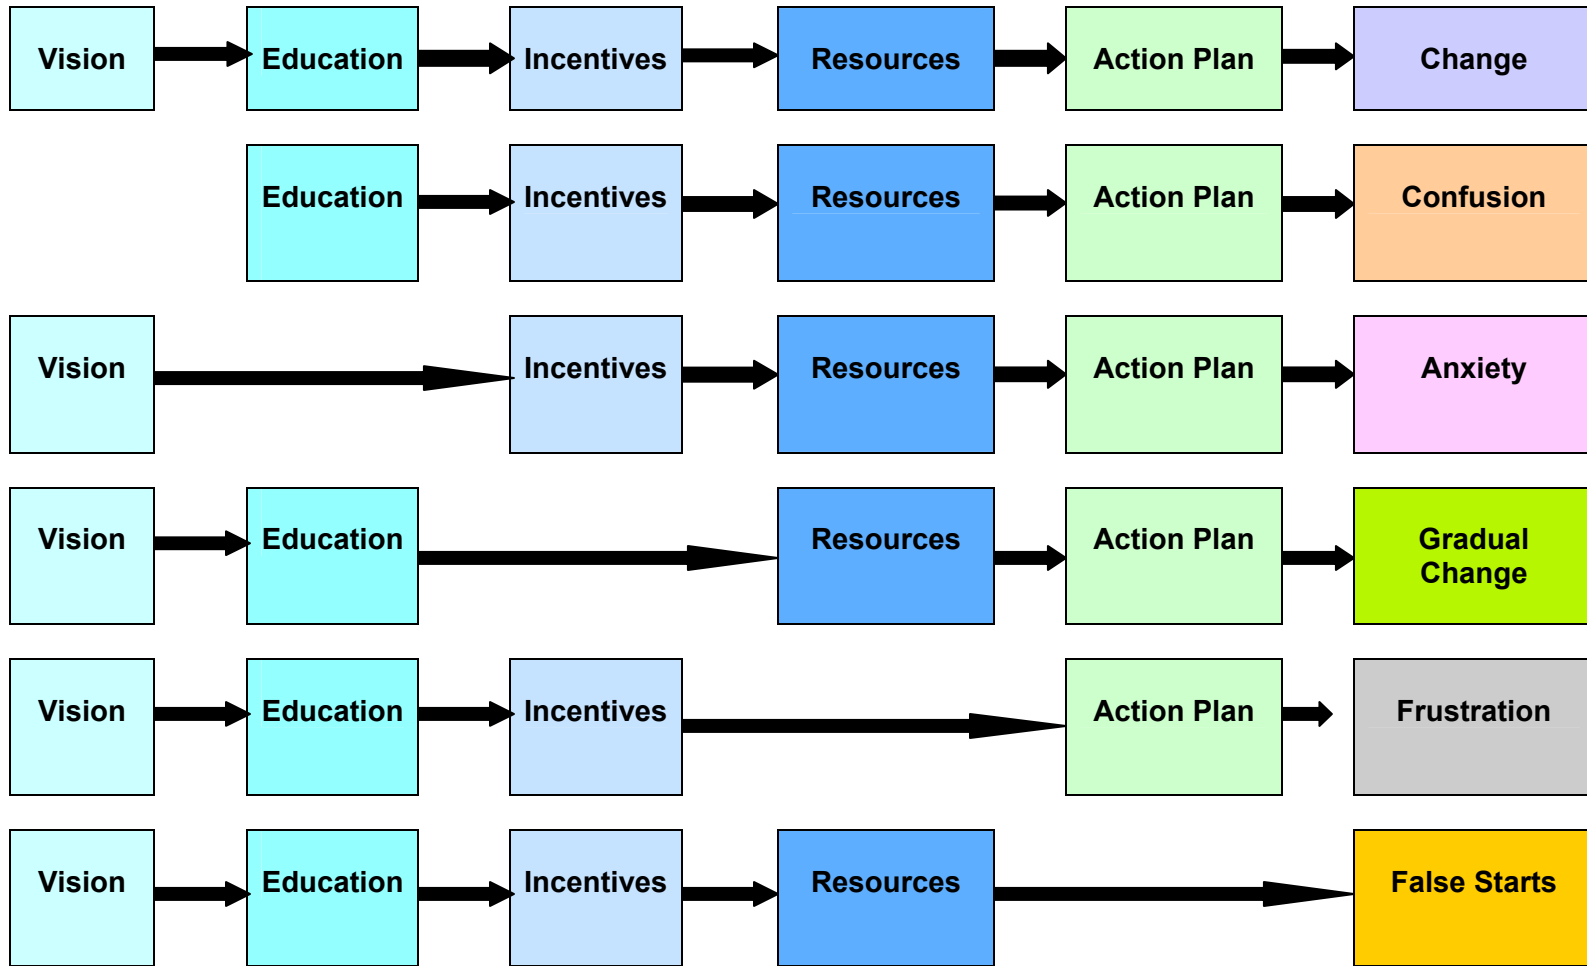 Vision Education Incentives Resources Action Plan Change
Education Incentives Resources Action Plan Confusion
Vision Incentives Resources Action Plan Anxiety
Vision Education Resources Action Plan Gradual
Change
Vision Education Incentives Action Plan Frustration
Vision Education Incentives Resources False Starts